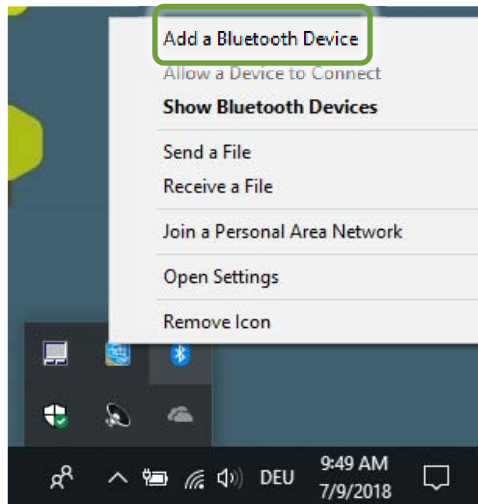 Add a Bluetooth Device
Allow a Device to Connect
Show Bluetooth Devices
Send a File
Receive a File
Join a Personal Area Network
Open Settings
Remove Icon
DEU
9:49 AM
7/9/2018